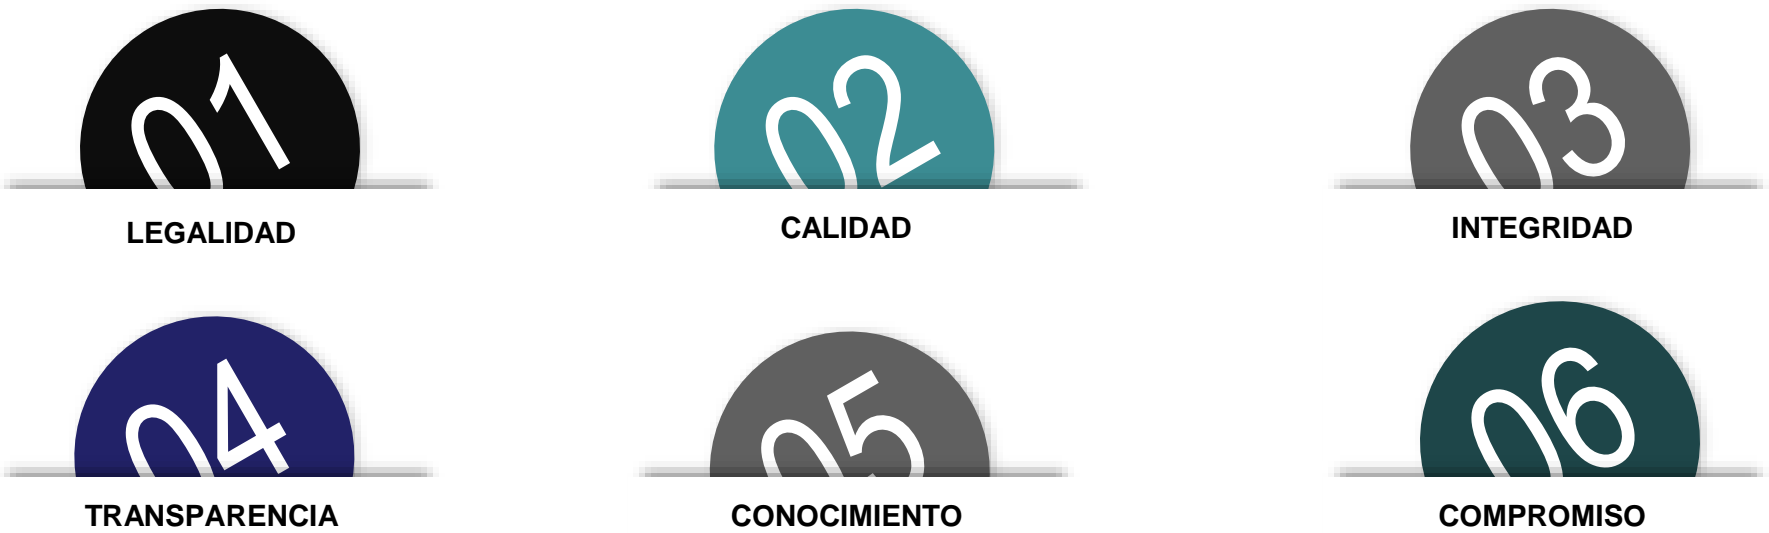 01
LEGALIDAD
02
CALIDAD
03
INTEGRIDAD
04
TRANSPARENCIA
05
CONOCIMIENTO
06
COMPROMISO